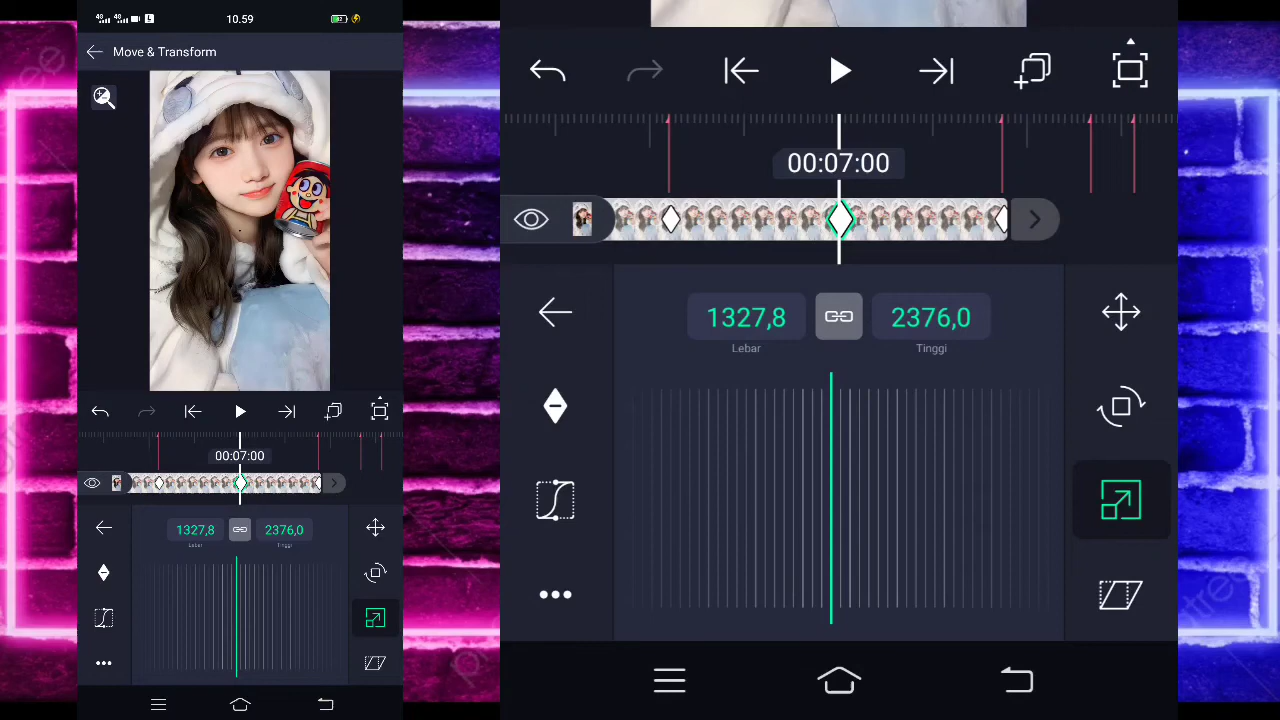 10.59
Move & Transform
00:07:00
1327,8
2376,0
Lebar
Tinggi
00:07:00
1327,8
2376,0
Lebar
Tinggi